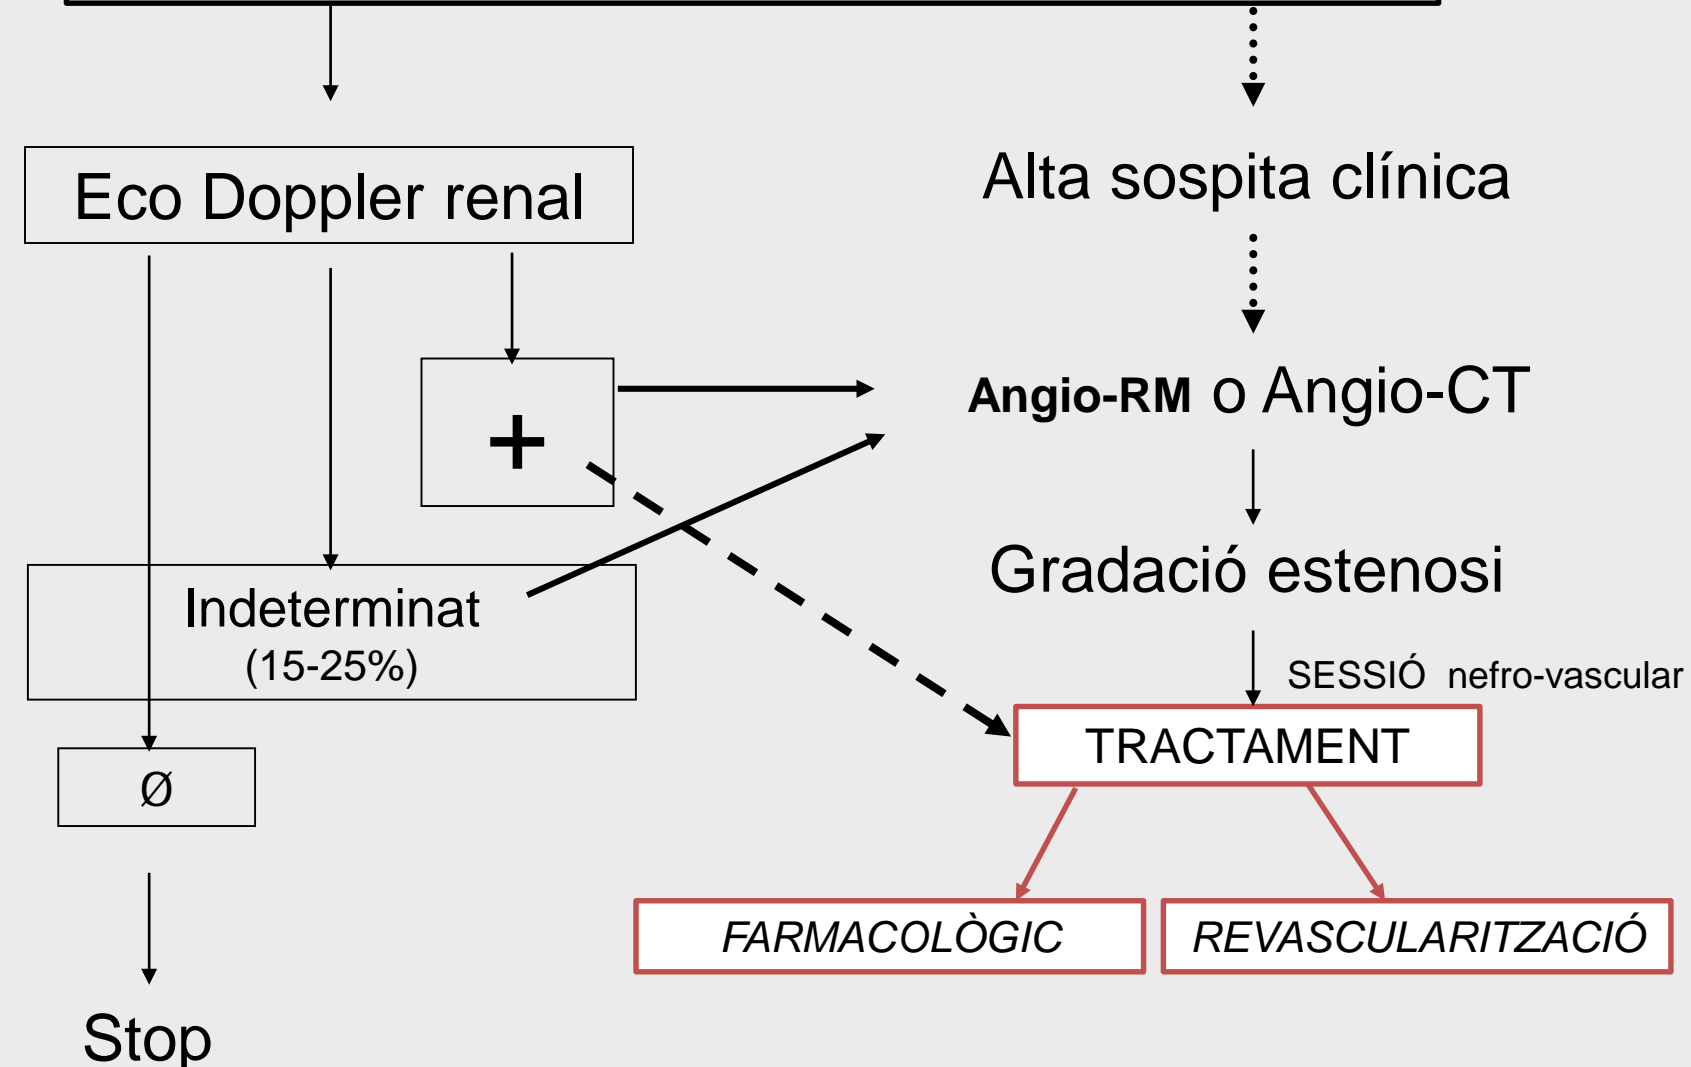 Eco Doppler renal
Alta sospita clínica
+
Angio-RM o Angio-CT
Gradació estenosi
Indeterminat
(15-25%)
SESSIÓ nefro-vascular
TRACTAMENT
Ø
FARMACOLÒGIC
REVASCULARITZACIÓ
Stop